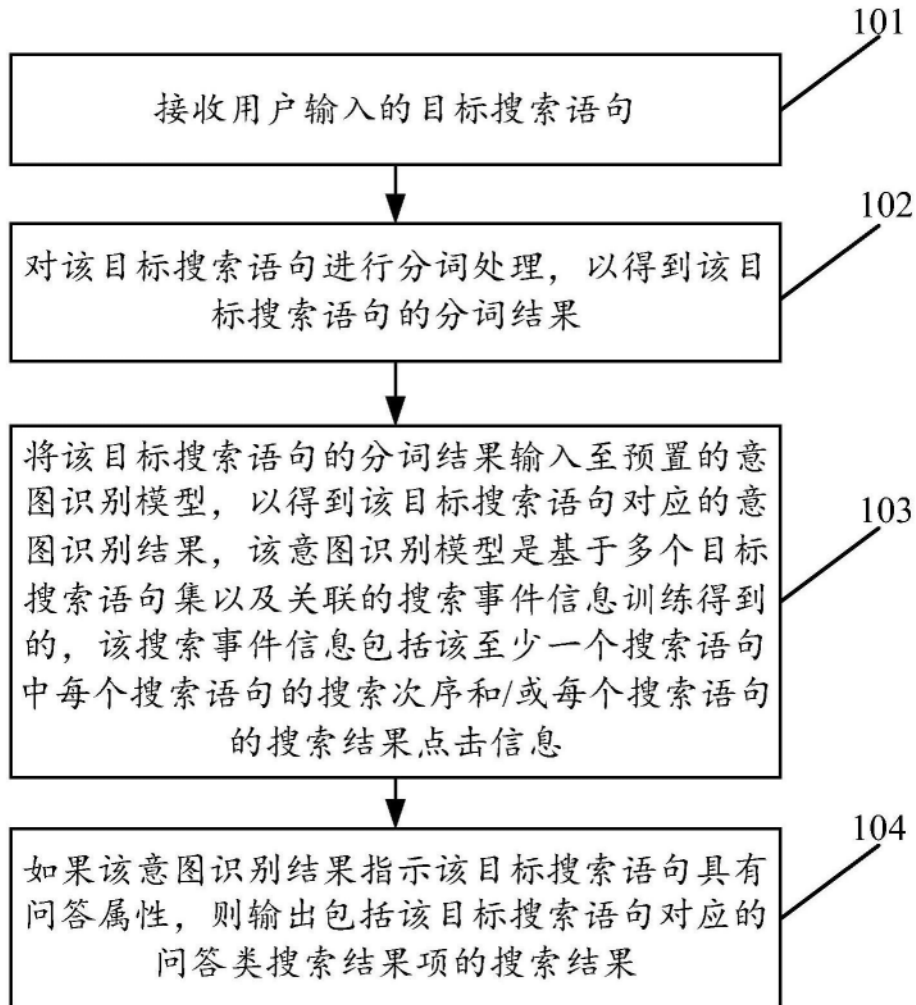 101
接收用户输入的目标搜索语句
102
对该目标搜索语句进行分词处理，以得到该目
标搜索语句的分词结果
将该目标搜索语句的分词结果输入至预置的意
图识别模型，以得到该目标搜索语句对应的意
图识别结果，该意图识别模型是基于多个目标
搜索语句集以及关联的搜索事件信息训练得到
的，该搜索事件信息包括该至少一个搜索语句
中每个搜索语句的搜索次序和/或每个搜索语句
的搜索结果点击信息
103
104
如果该意图识别结果指示该目标搜索语句具有
问答属性，则输出包括该目标搜索语句对应的
问答类搜索结果项的搜索结果